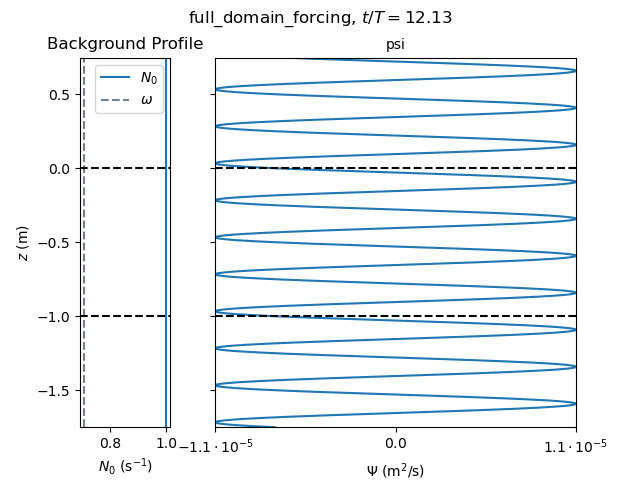 full_domain_forcing, t/T = 12.13
Background Profile
psi
N₀
ω
0.5
0.0
−0.5
−1.0
−1.5
z (m)
0.8
1.0
N₀ (s⁻¹)
−1.1 · 10⁻⁵
0.0
1.1 · 10⁻⁵
Ψ (m²/s)